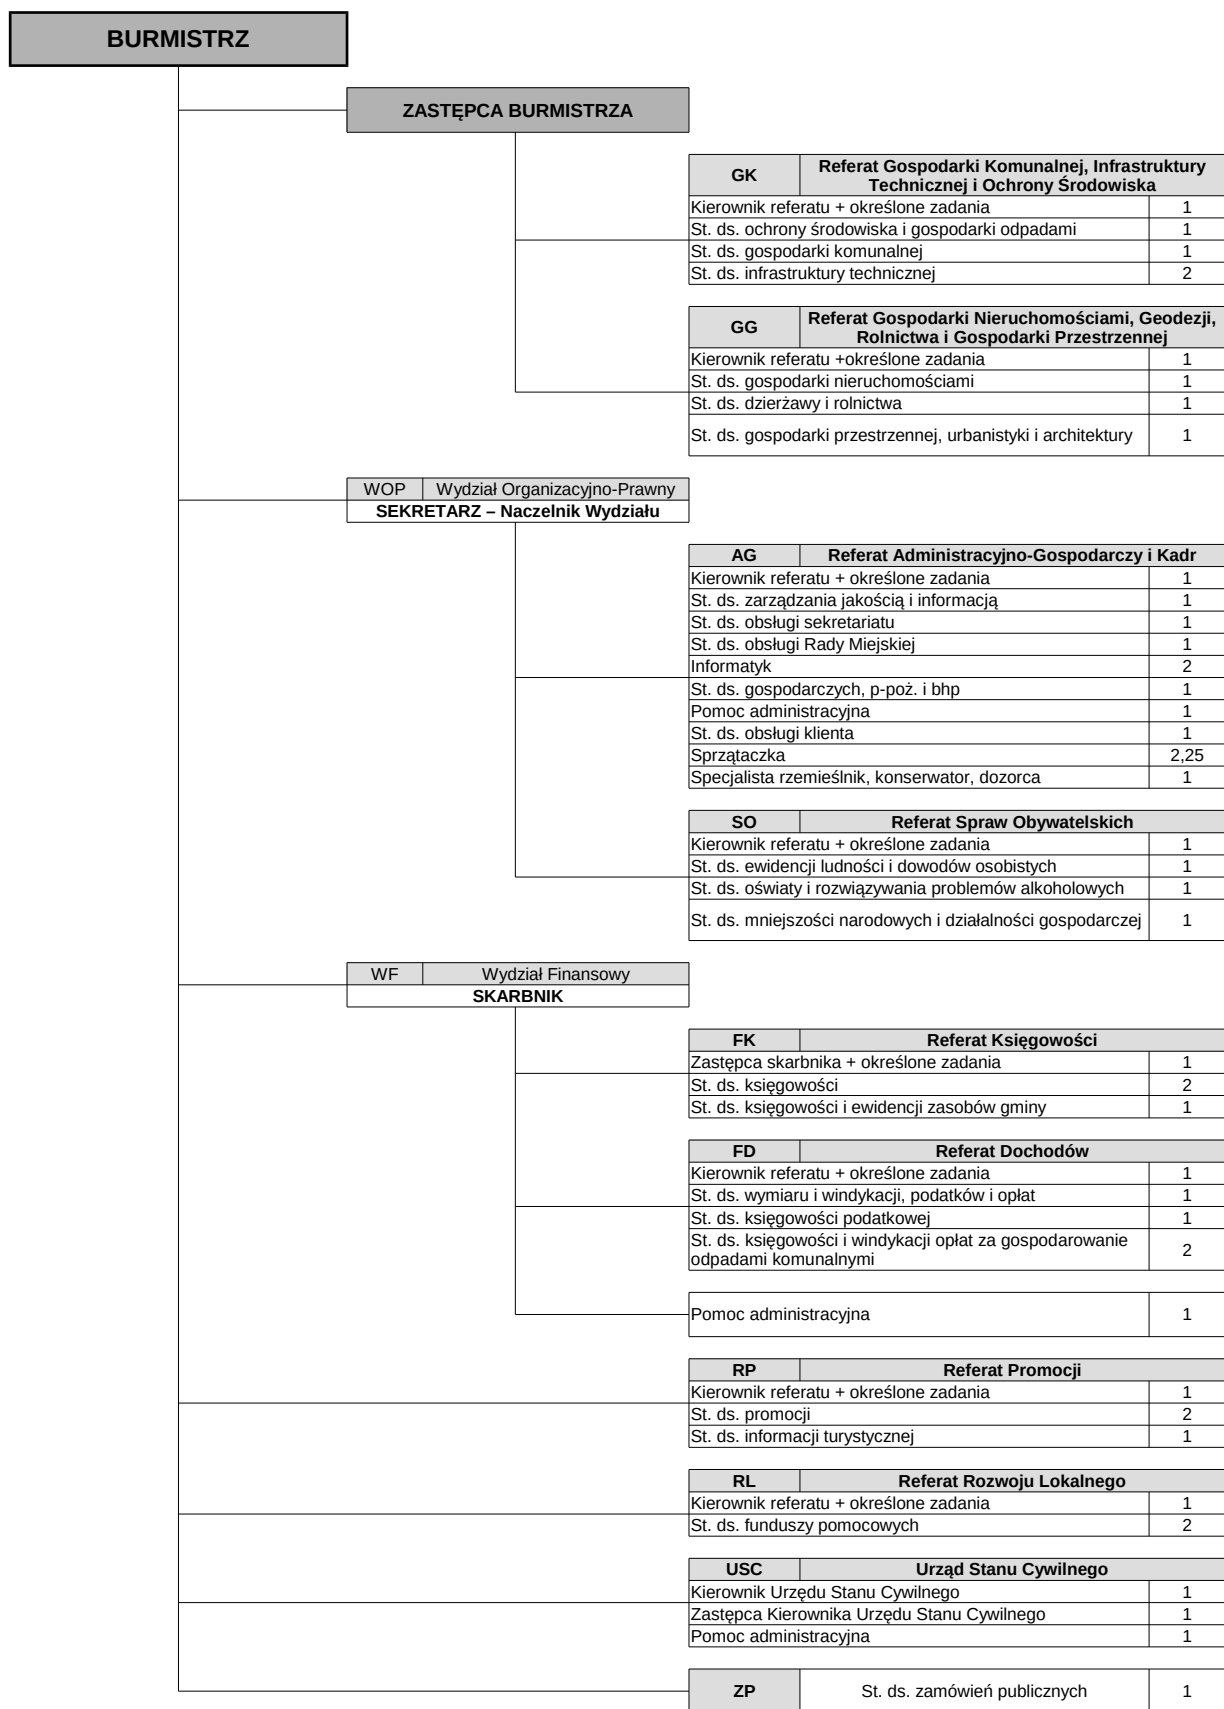 BURMISTRZ
ZASTĘPCA BURMISTRZA
GK
Referat Gospodarki Komunalnej, Infrastruktury
Technicznej i Ochrony Środowiska
Kierownik referatu + określone zadania 1
St. ds. ochrony środowiska i gospodarki odpadami 1
St. ds. gospodarki komunalnej 1
St. ds. infrastruktury technicznej 2
GG
Referat Gospodarki Nieruchomościami, Geodezji,
Rolnictwa i Gospodarki Przestrzennej
Kierownik referatu +określone zadania 1
St. ds. gospodarki nieruchomościami 1
St. ds. dzierżawy i rolnictwa 1
St. ds. gospodarki przestrzennej, urbanistyki i architektury 1
WOP Wydział Organizacyjno-Prawny
SEKRETARZ – Naczelnik Wydziału
AG Referat Administracyjno-Gospodarczy i Kadr
Kierownik referatu + określone zadania 1
St. ds. zarządzania jakością i informacją 1
St. ds. obsługi sekretariatu 1
St. ds. obsługi Rady Miejskiej 1
Informatyk 2
St. ds. gospodarczych, p-poż. i bhp 1
Pomoc administracyjna 1
St. ds. obsługi klienta 1
Sprzątaczka 2,25
Specjalista rzemieślnik, konserwator, dozorca 1
SO Referat Spraw Obywatelskich
Kierownik referatu + określone zadania 1
St. ds. ewidencji ludności i dowodów osobistych 1
St. ds. oświaty i rozwiązywania problemów alkoholowych 1
St. ds. mniejszości narodowych i działalności gospodarczej 1
WF Wydział Finansowy
SKARBNIK
FK Referat Księgowości
Zastępca skarbnika + określone zadania 1
St. ds. księgowości 2
St. ds. księgowości i ewidencji zasobów gminy 1
FD Referat Dochodów
Kierownik referatu + określone zadania 1
St. ds. wymiaru i windykacji, podatków i opłat 1
St. ds. księgowości podatkowej 1
St. ds. księgowości i windykacji opłat za gospodarowanie
odpadami komunalnymi 2
Pomoc administracyjna 1
RP Referat Promocji
Kierownik referatu + określone zadania 1
St. ds. promocji 2
St. ds. informacji turystycznej 1
RL Referat Rozwoju Lokalnego
Kierownik referatu + określone zadania 1
St. ds. funduszy pomocowych 2
USC Urząd Stanu Cywilnego
Kierownik Urzędu Stanu Cywilnego 1
Zastępca Kierownika Urzędu Stanu Cywilnego 1
Pomoc administracyjna 1
ZP St. ds. zamówień publicznych 1